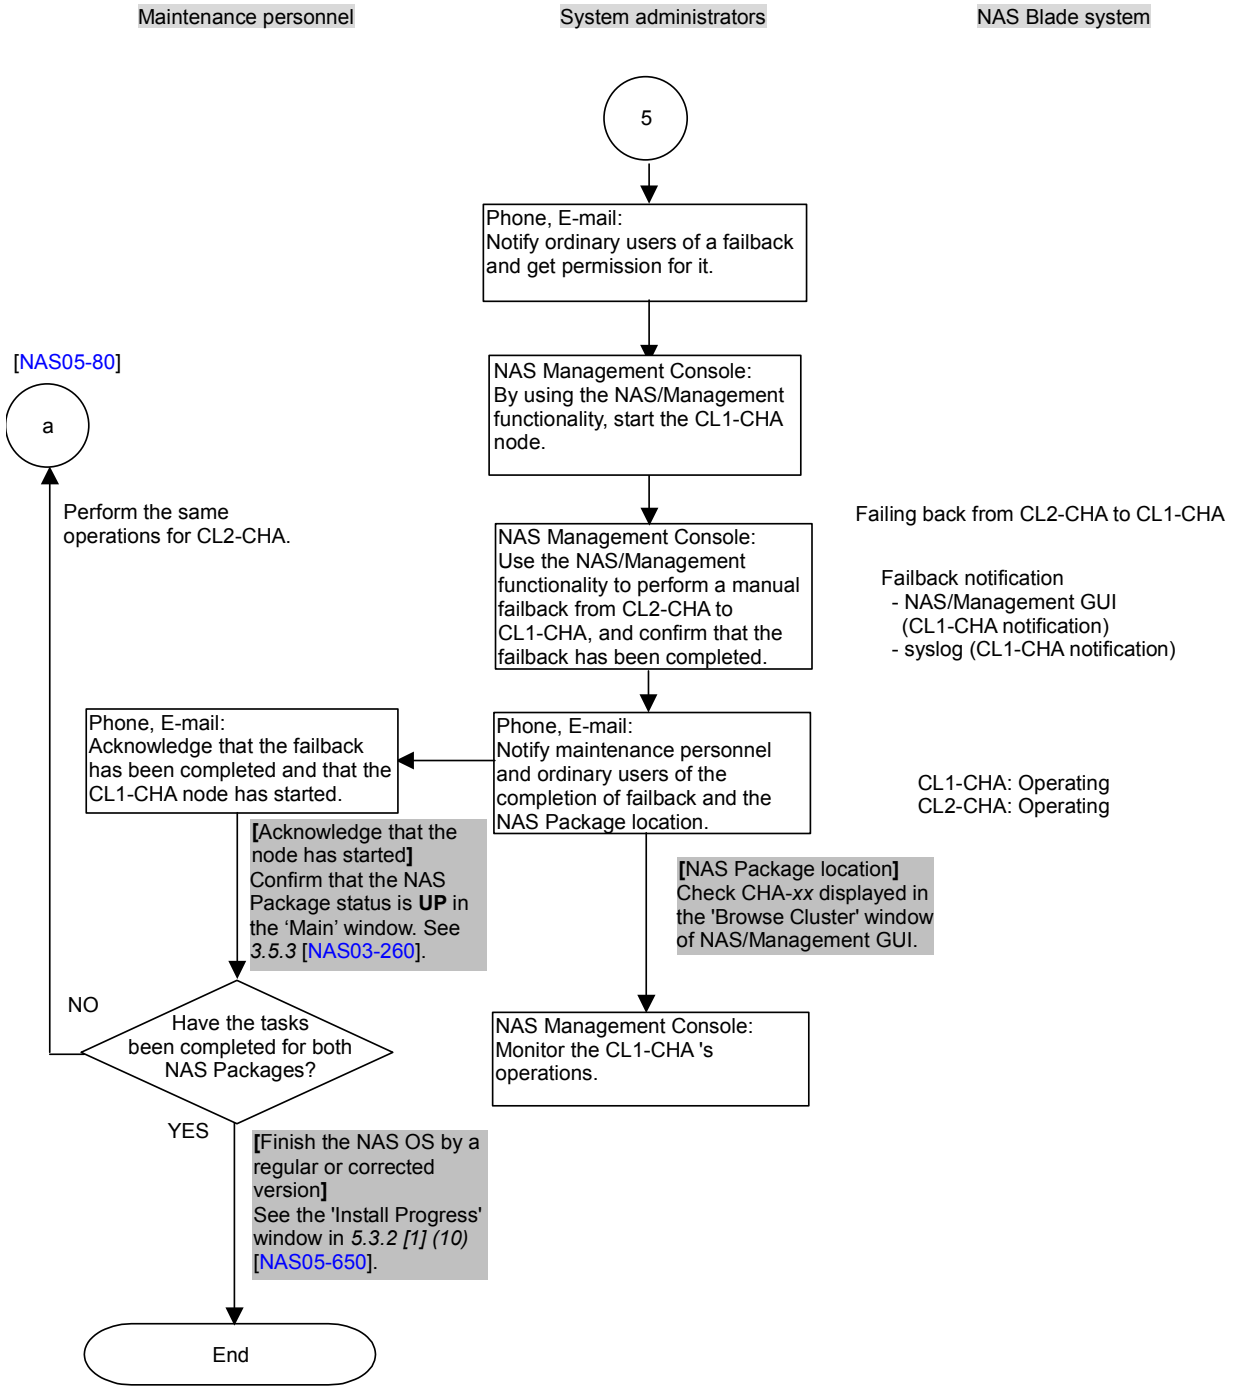 Maintenance personnel
System administrators
NAS Blade system
5
Phone, E-mail:
Notify ordinary users of a failback
and get permission for it.
[NAS05-80]
a
NAS Management Console:
By using the NAS/Management
functionality, start the CL1-CHA
node.
Perform the same
operations for CL2-CHA.
NAS Management Console:
Use the NAS/Management
functionality to perform a manual
failback from CL2-CHA to
CL1-CHA, and confirm that the
failback has been completed.
Failing back from CL2-CHA to CL1-CHA
Failback notification
- NAS/Management GUI
(CL1-CHA notification)
- syslog (CL1-CHA notification)
Phone, E-mail:
Acknowledge that the failback
has been completed and that the
CL1-CHA node has started.
Phone, E-mail:
Notify maintenance personnel
and ordinary users of the
completion of failback and the
NAS Package location.
CL1-CHA: Operating
CL2-CHA: Operating
[Acknowledge that the
node has started]
Confirm that the NAS
Package status is UP in
the ‘Main’ window. See
3.5.3 [NAS03-260].
[NAS Package location]
Check CHA-xx displayed in
the 'Browse Cluster' window
of NAS/Management GUI.
NO
Have the tasks
been completed for both
NAS Packages?
NAS Management Console:
Monitor the CL1-CHA 's
operations.
YES
[Finish the NAS OS by a
regular or corrected
version]
See the 'Install Progress'
window in 5.3.2 [1] (10)
[NAS05-650].
End